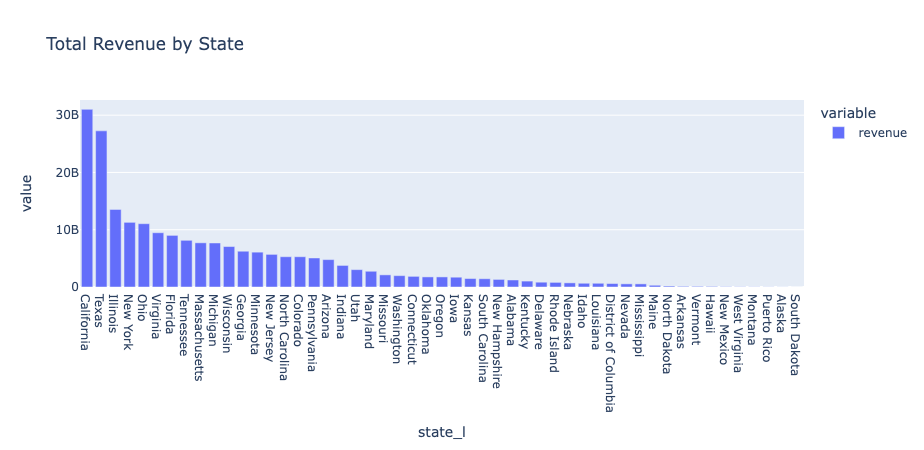 Total Revenue by State
variable
revenue
value
30B
20B
10B
0
California
Texas
Illinois
New York
Ohio
Virginia
Florida
Tennessee
Massachusetts
Michigan
Wisconsin
Georgia
Minnesota
New Jersey
North Carolina
Colorado
Pennsylvania
Arizona
Indiana
Utah
Maryland
Missouri
Washington
Connecticut
Oklahoma
Oregon
Iowa
Kansas
South Carolina
New Hampshire
Alabama
Kentucky
Delaware
Rhode Island
Nebraska
Idaho
Louisiana
District of Columbia
Nevada
Mississippi
Maine
North Dakota
Arkansas
Vermont
Hawaii
New Mexico
West Virginia
Montana
Puerto Rico
Alaska
South Dakota
state_l